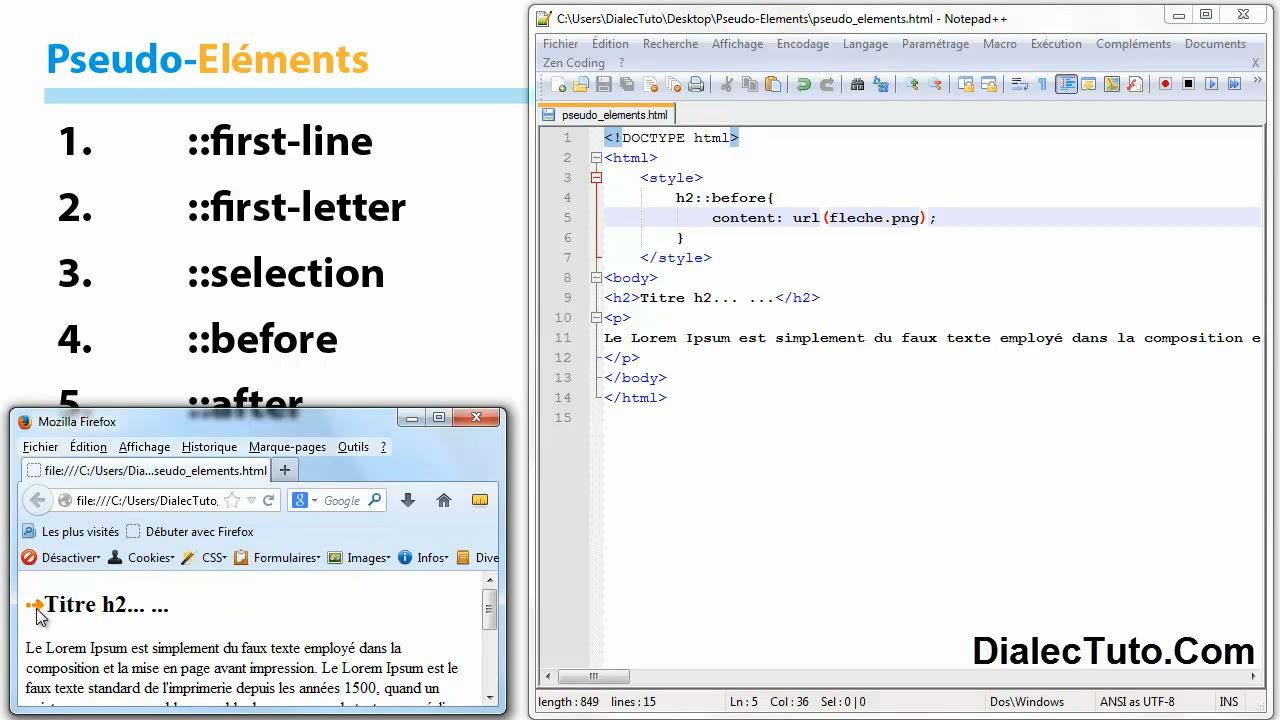 Pseudo-Eléments
1. ::first-line
2. ::first-letter
3. ::selection
4. ::before
5. ::after
Mozilla Firefox
Fichier Édition Affichage Historique Marque-pages Outils ?
file:///C:/Users/Dia...seudo_elements.html +
file:///C:/Users/DialecTuto, Google
Les plus visités Débuter avec Firefox
Désactiver Cookies CSS Formulaires Images Infos Dive
Titre h2... ...
Le Lorem Ipsum est simplement du faux texte employé dans la
composition et la mise en page avant impression. Le Lorem Ipsum est le
faux texte standard de l'imprimerie depuis les années 1500, quand un
C:\Users\DialecTuto\Desktop\Pseudo-Elements\pseudo_elements.html - Notepad++
Fichier Édition Recherche Affichage Encodage Langage Macro Exécution Compléments Documents
Zen Coding ? X
pseudo_elements.html
1 <!DOCTYPE html>
2 <html>
3 <style>
4 h2::before{
5 content: url(fleche.png);
6 }
7 </style>
8 <body>
9 <h2>Titre h2... ...</h2>
10 <p>
11 Le Lorem Ipsum est simplement du faux texte employé dans la composition e
12 </p>
13 </body>
14 </html>
15
DialecTuto.Com
length : 849 lines : 15 Ln : 5 Col : 36 Sel : 0 | 0 Dos\Windows ANSI as UTF-8 INS